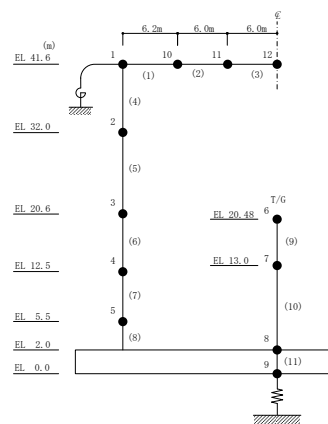 ℄
6.2m 6.0m 6.0m
(m)
1 10 11 12
EL 41.6
(1) (2) (3)
(4)
2
EL 32.0
(5)
3
EL 20.6
T/G
6
EL 20.48
(6)
(9)
4
EL 12.5
7
EL 13.0
(7)
(10)
5
EL 5.5
(8)
8
EL 2.0
9 (11)
EL 0.0